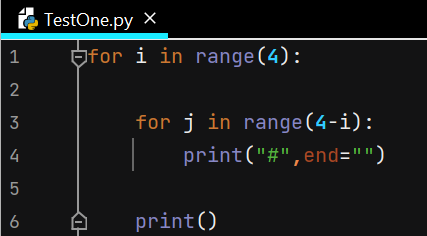 TestOne.py ×
1 for i in range(4):
2
3     for j in range(4-i):
4         print("#",end="")
5
6     print()